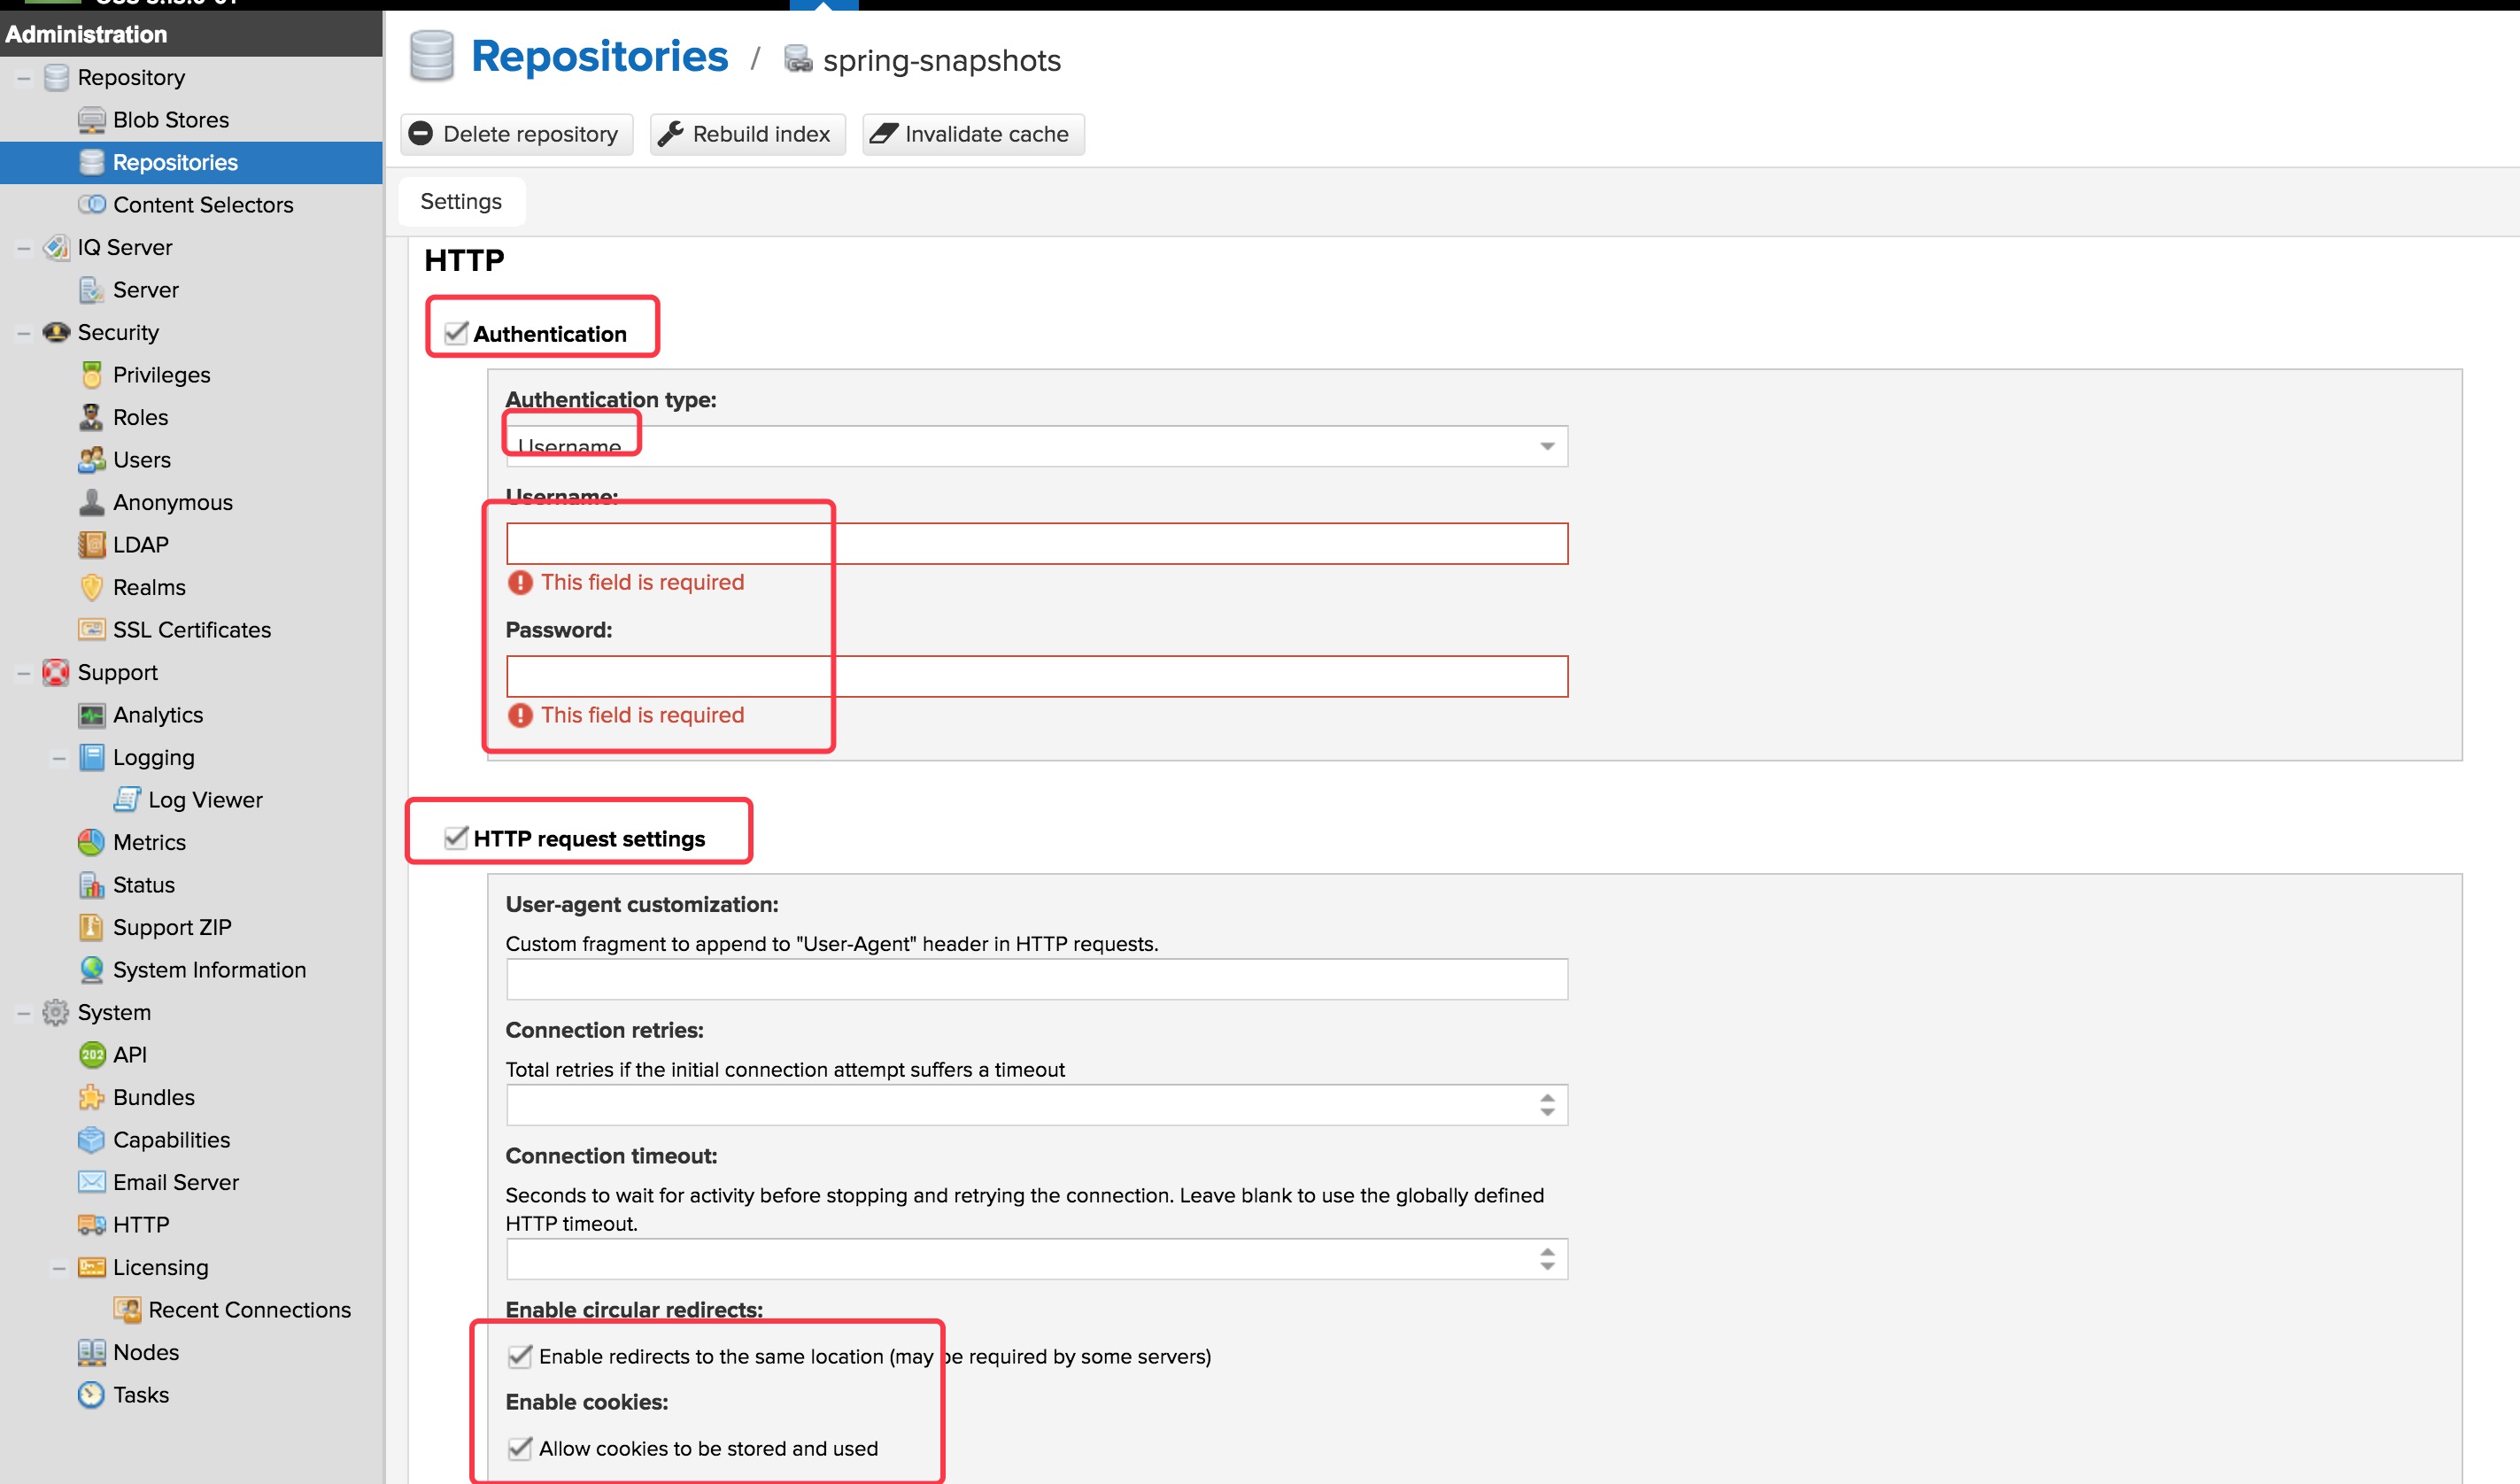 Administration
Repository
Blob Stores
Repositories
Content Selectors
IQ Server
Server
Security
Privileges
Roles
Users
Anonymous
LDAP
Realms
SSL Certificates
Support
Analytics
Logging
Log Viewer
Metrics
Status
Support ZIP
System Information
System
202 API
Bundles
Capabilities
Email Server
HTTP
Licensing
Recent Connections
Nodes
Tasks
Repositories / spring-snapshots
Delete repository Rebuild index Invalidate cache
Settings
HTTP
Authentication
Authentication type:
Username
Username:
This field is required
Password:
This field is required
HTTP request settings
User-agent customization:
Custom fragment to append to "User-Agent" header in HTTP requests.
Connection retries:
Total retries if the initial connection attempt suffers a timeout
Connection timeout:
Seconds to wait for activity before stopping and retrying the connection. Leave blank to use the globally defined
HTTP timeout.
Enable circular redirects:
Enable redirects to the same location (may be required by some servers)
Enable cookies:
Allow cookies to be stored and used